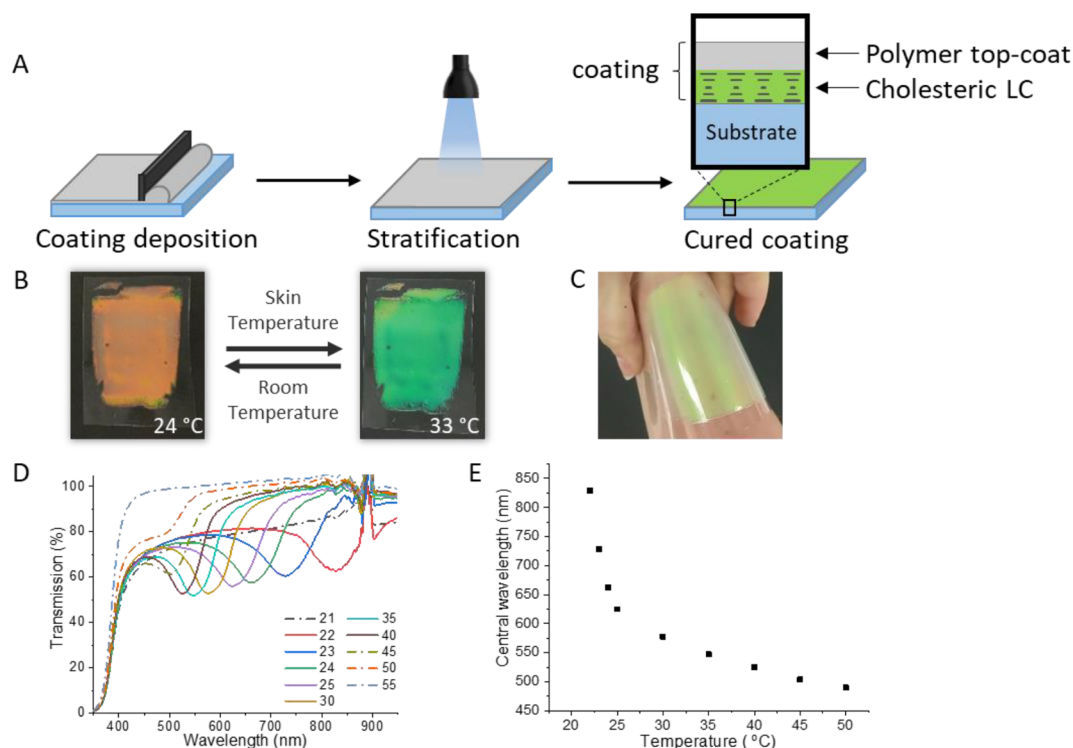 A
coating
Polymer top-coat
Cholesteric LC
Substrate
Coating deposition
Stratification
Cured coating
B
24 °C
Skin
Temperature
Room
Temperature
33 °C
C
D
Transmission (%)
100
80
60
40
20
0
400 500 600 700 800 900
Wavelength (nm)
21 35
22 40
23 45
24 50
25 55
30
E
Central wavelength (nm)
850
800
750
700
650
600
550
500
450
20 25 30 35 40 45 50
Temperature (°C)